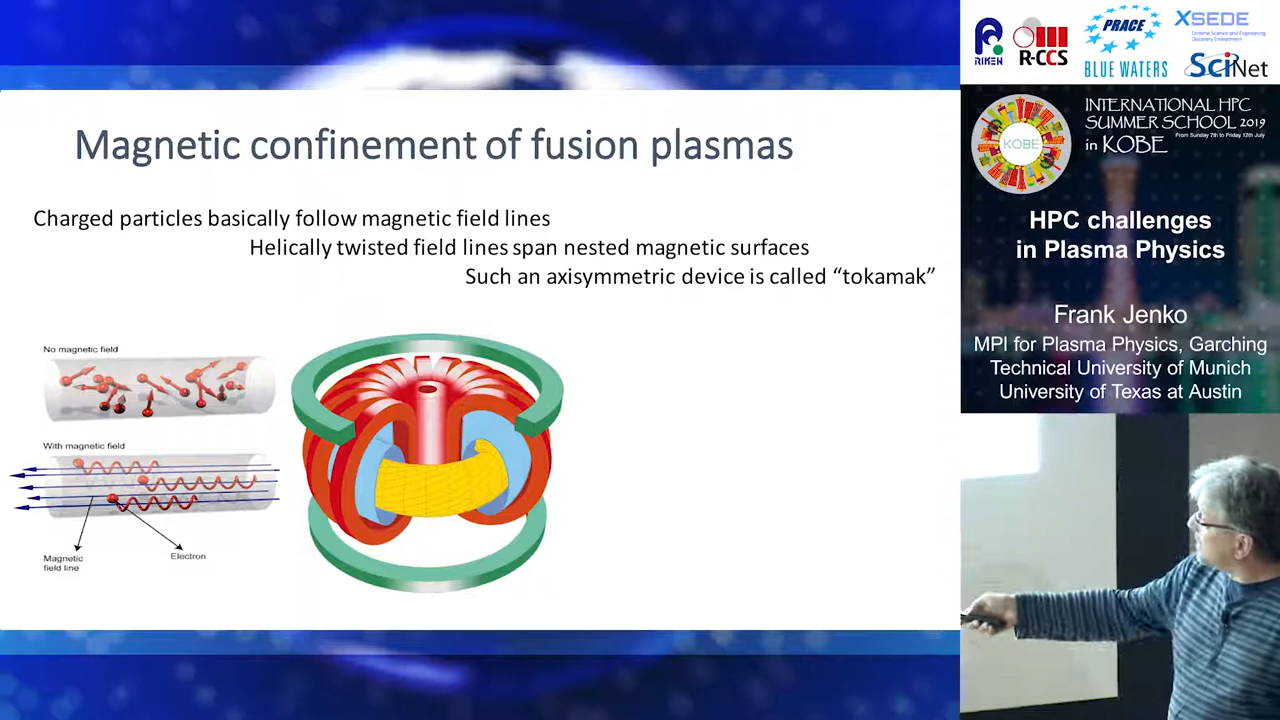 Magnetic confinement of fusion plasmas
Charged particles basically follow magnetic field lines
Helically twisted field lines span nested magnetic surfaces
Such an axisymmetric device is called “tokamak”
No magnetic field
With magnetic field
Magnetic
field line
Electron
RIKEN
R-CCS
PRACE
BLUE WATERS
XSEDE
Extreme Science and Engineering
Discovery Environment
SciNet
KOBE
INTERNATIONAL HPC
SUMMER SCHOOL 2019
From Sunday 7th to Friday 12th July
in KOBE
HPC challenges
in Plasma Physics
Frank Jenko
MPI for Plasma Physics, Garching
Technical University of Munich
University of Texas at Austin